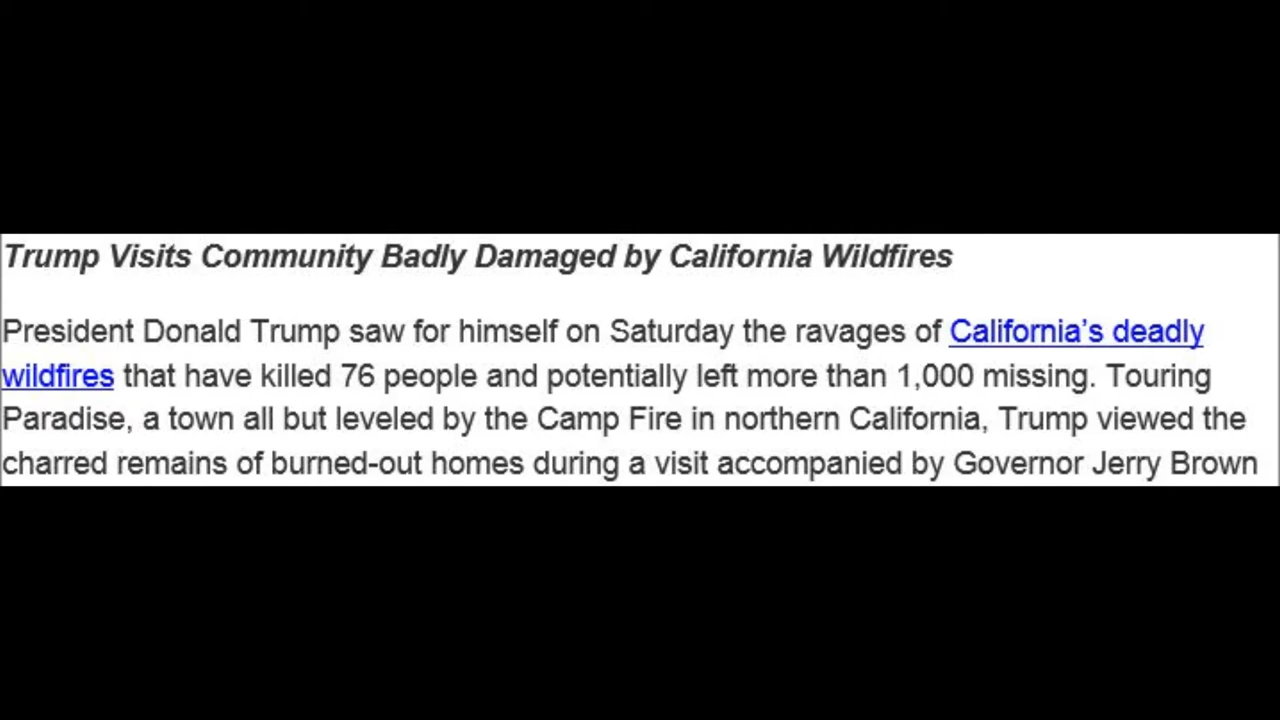 Trump Visits Community Badly Damaged by California Wildfires
President Donald Trump saw for himself on Saturday the ravages of California’s deadly
wildfires that have killed 76 people and potentially left more than 1,000 missing. Touring
Paradise, a town all but leveled by the Camp Fire in northern California, Trump viewed the
charred remains of burned-out homes during a visit accompanied by Governor Jerry Brown